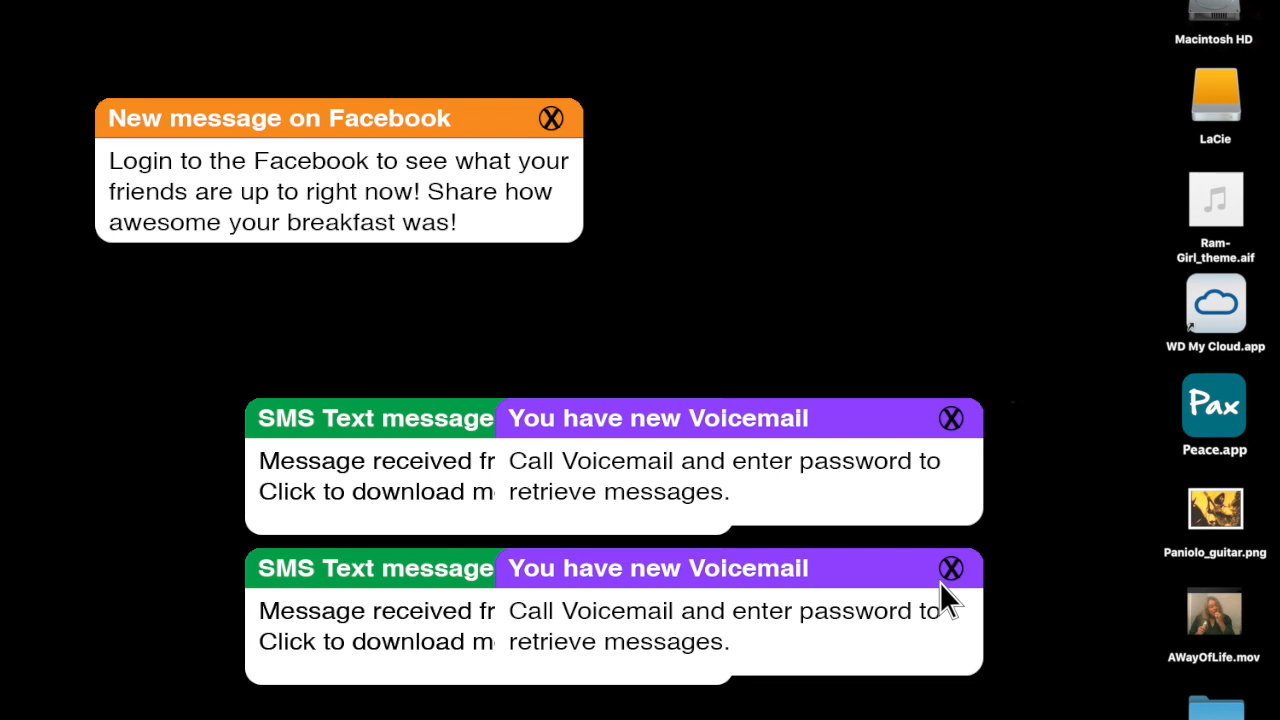 Macintosh HD
New message on Facebook X
Login to the Facebook to see what your
friends are up to right now! Share how
awesome your breakfast was!
LaCie
Ram-
Girl_theme.aif
WD My Cloud.app
Pax
Peace.app
SMS Text message
Message received fr
Click to download m
You have new Voicemail X
Call Voicemail and enter password to
retrieve messages.
Paniolo_guitar.png
SMS Text message
Message received fr
Click to download m
You have new Voicemail X
Call Voicemail and enter password to
retrieve messages.
AWayOfLife.mov